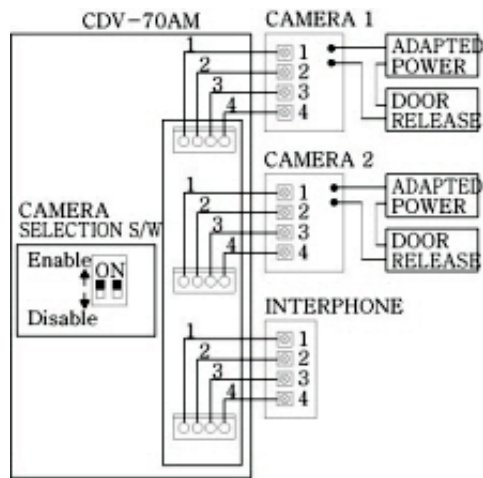 CDV-70AM
CAMERA 1
1
2
3
4
1
2
3
4
ADAPTED
POWER
DOOR
RELEASE
CAMERA 2
1
2
3
4
1
2
3
4
ADAPTED
POWER
DOOR
RELEASE
CAMERA
SELECTION S/W
Enable
ON
Disable
INTERPHONE
1
2
3
4
1
2
3
4